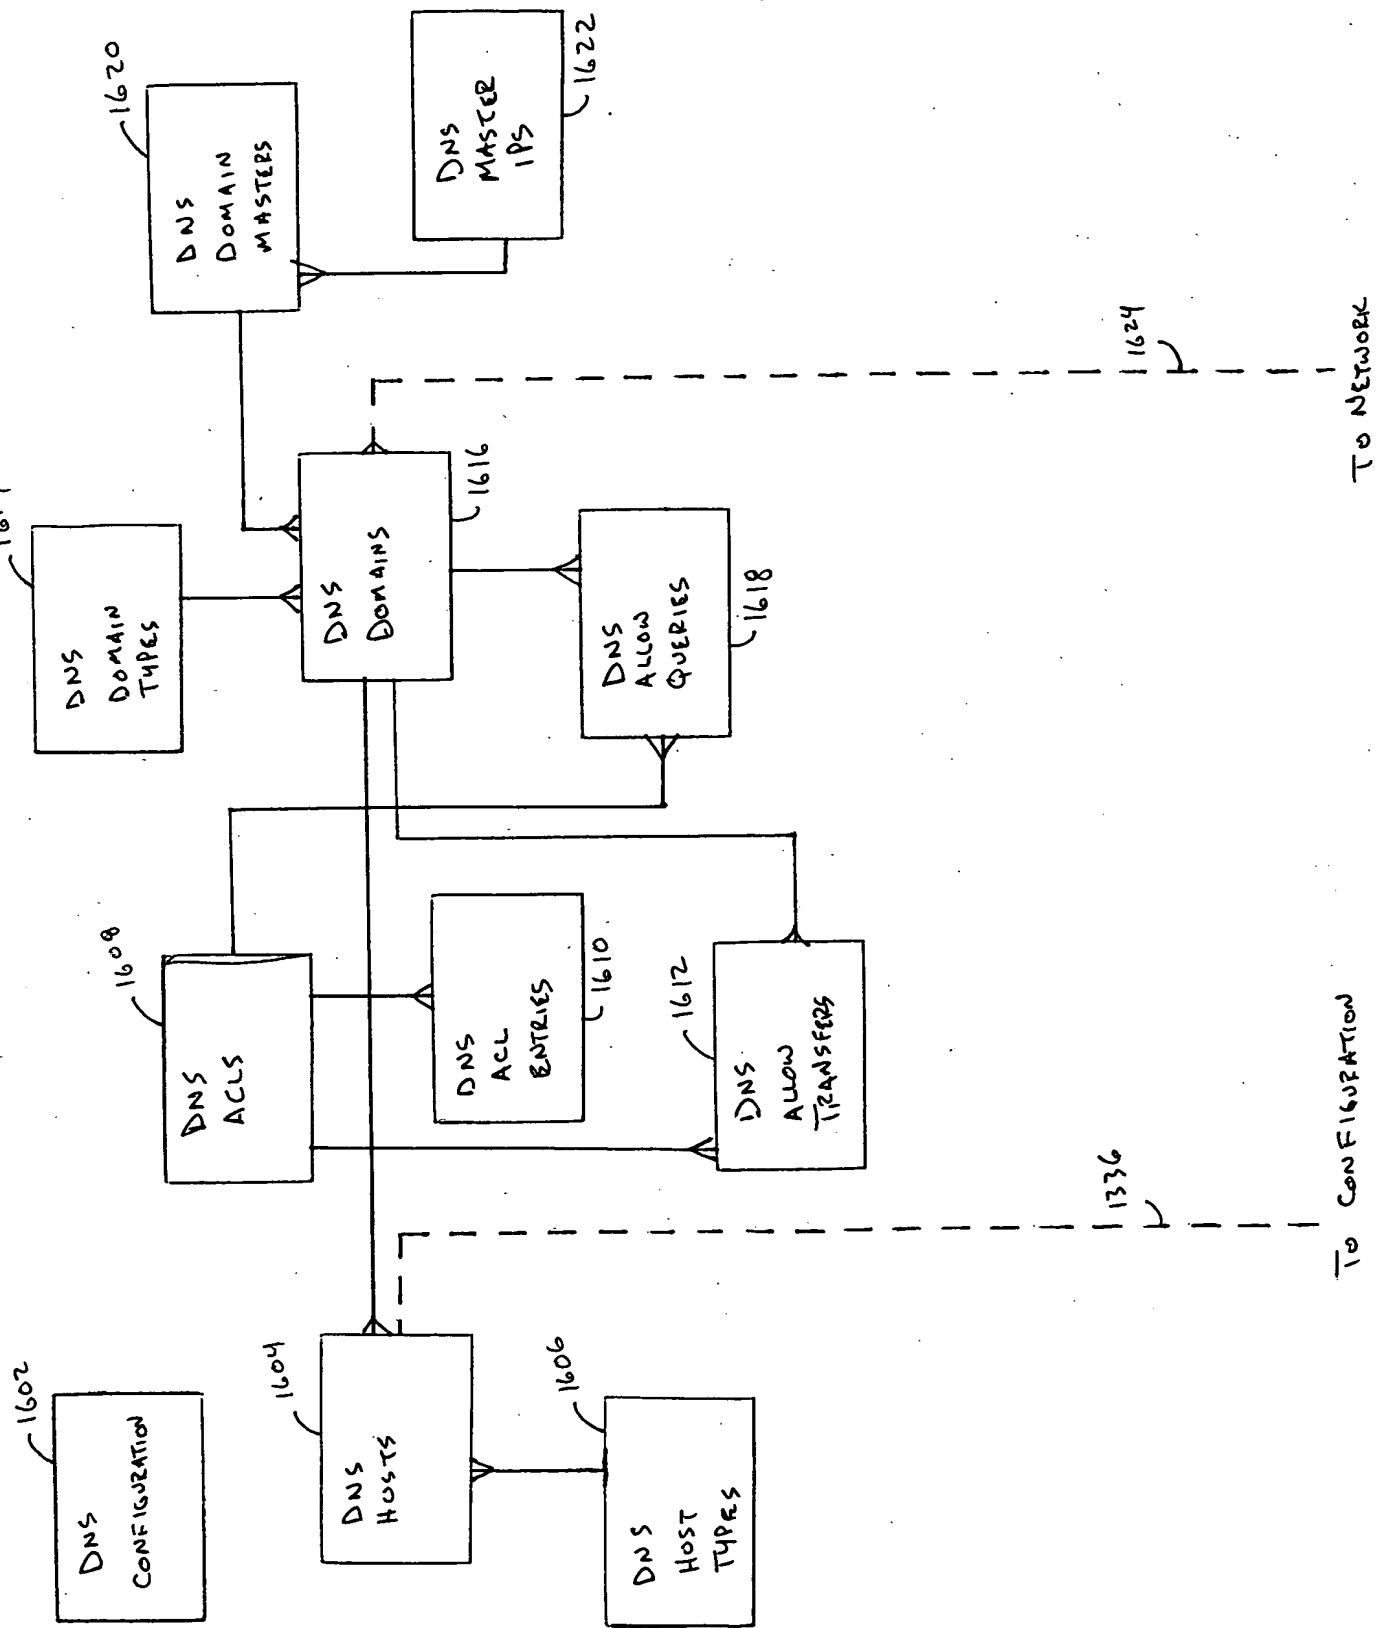 1602
DNS
CONFIGURATION
1604
DNS
HOSTS
1606
DNS
HOST
TYPES
1608
DNS
ACLS
1610
DNS
ACL
ENTRIES
1612
DNS
ALLOW
TRANSFERS
DNS
DOMAIN
TYPES
1616
DNS
DOMAINS
1618
DNS
ALLOW
QUERIES
1620
DNS
DOMAIN
MASTERS
1622
DNS
MASTER
IPS
1336
TO CONFIGURATION
1624
TO NETWORK